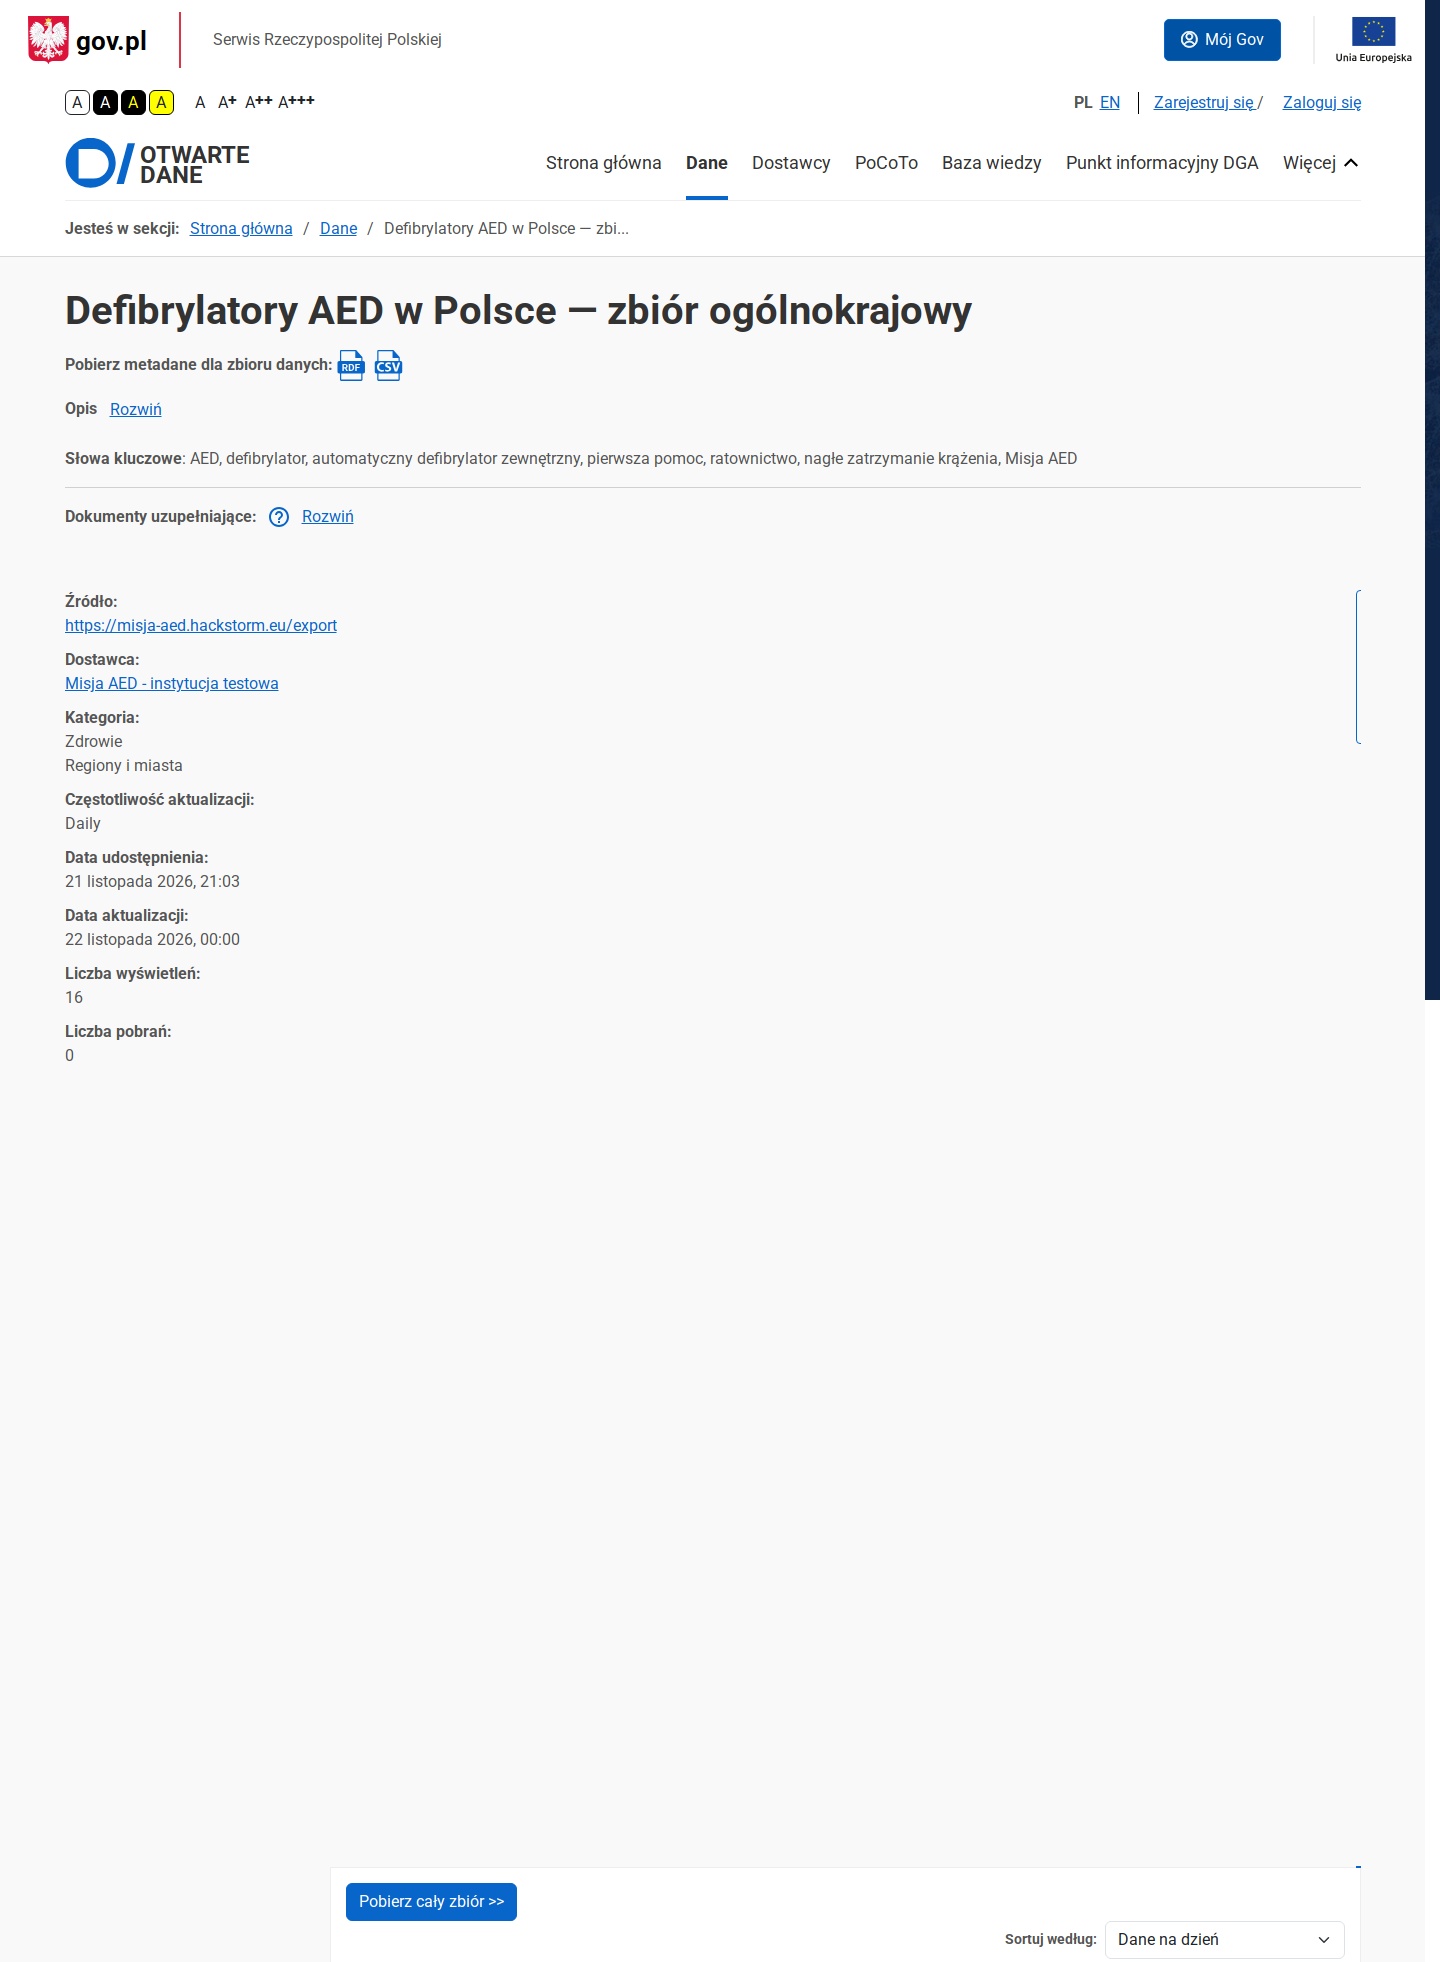 gov.pl
Serwis Rzeczypospolitej Polskiej
Mój Gov
Unia Europejska
A A A A A A+ A++ A+++
PL EN Zarejestruj się / Zaloguj się
OTWARTE
DANE
Strona główna Dane Dostawcy PoCoTo Baza wiedzy Punkt informacyjny DGA Więcej
Jesteś w sekcji: Strona główna / Dane / Defibrylatory AED w Polsce — zbi...
Defibrylatory AED w Polsce — zbiór ogólnokrajowy
Pobierz metadane dla zbioru danych: RDF CSV
Opis Rozwiń
Słowa kluczowe: AED, defibrylator, automatyczny defibrylator zewnętrzny, pierwsza pomoc, ratownictwo, nagłe zatrzymanie krążenia, Misja AED
Dokumenty uzupełniające: ? Rozwiń
Źródło:
https://misja-aed.hackstorm.eu/export
Dostawca:
Misja AED - instytucja testowa
Kategoria:
Zdrowie
Regiony i miasta
Częstotliwość aktualizacji:
Daily
Data udostępnienia:
21 listopada 2026, 21:03
Data aktualizacji:
22 listopada 2026, 00:00
Liczba wyświetleń:
16
Liczba pobrań:
0
Pobierz cały zbiór >>
Sortuj według: Dane na dzień